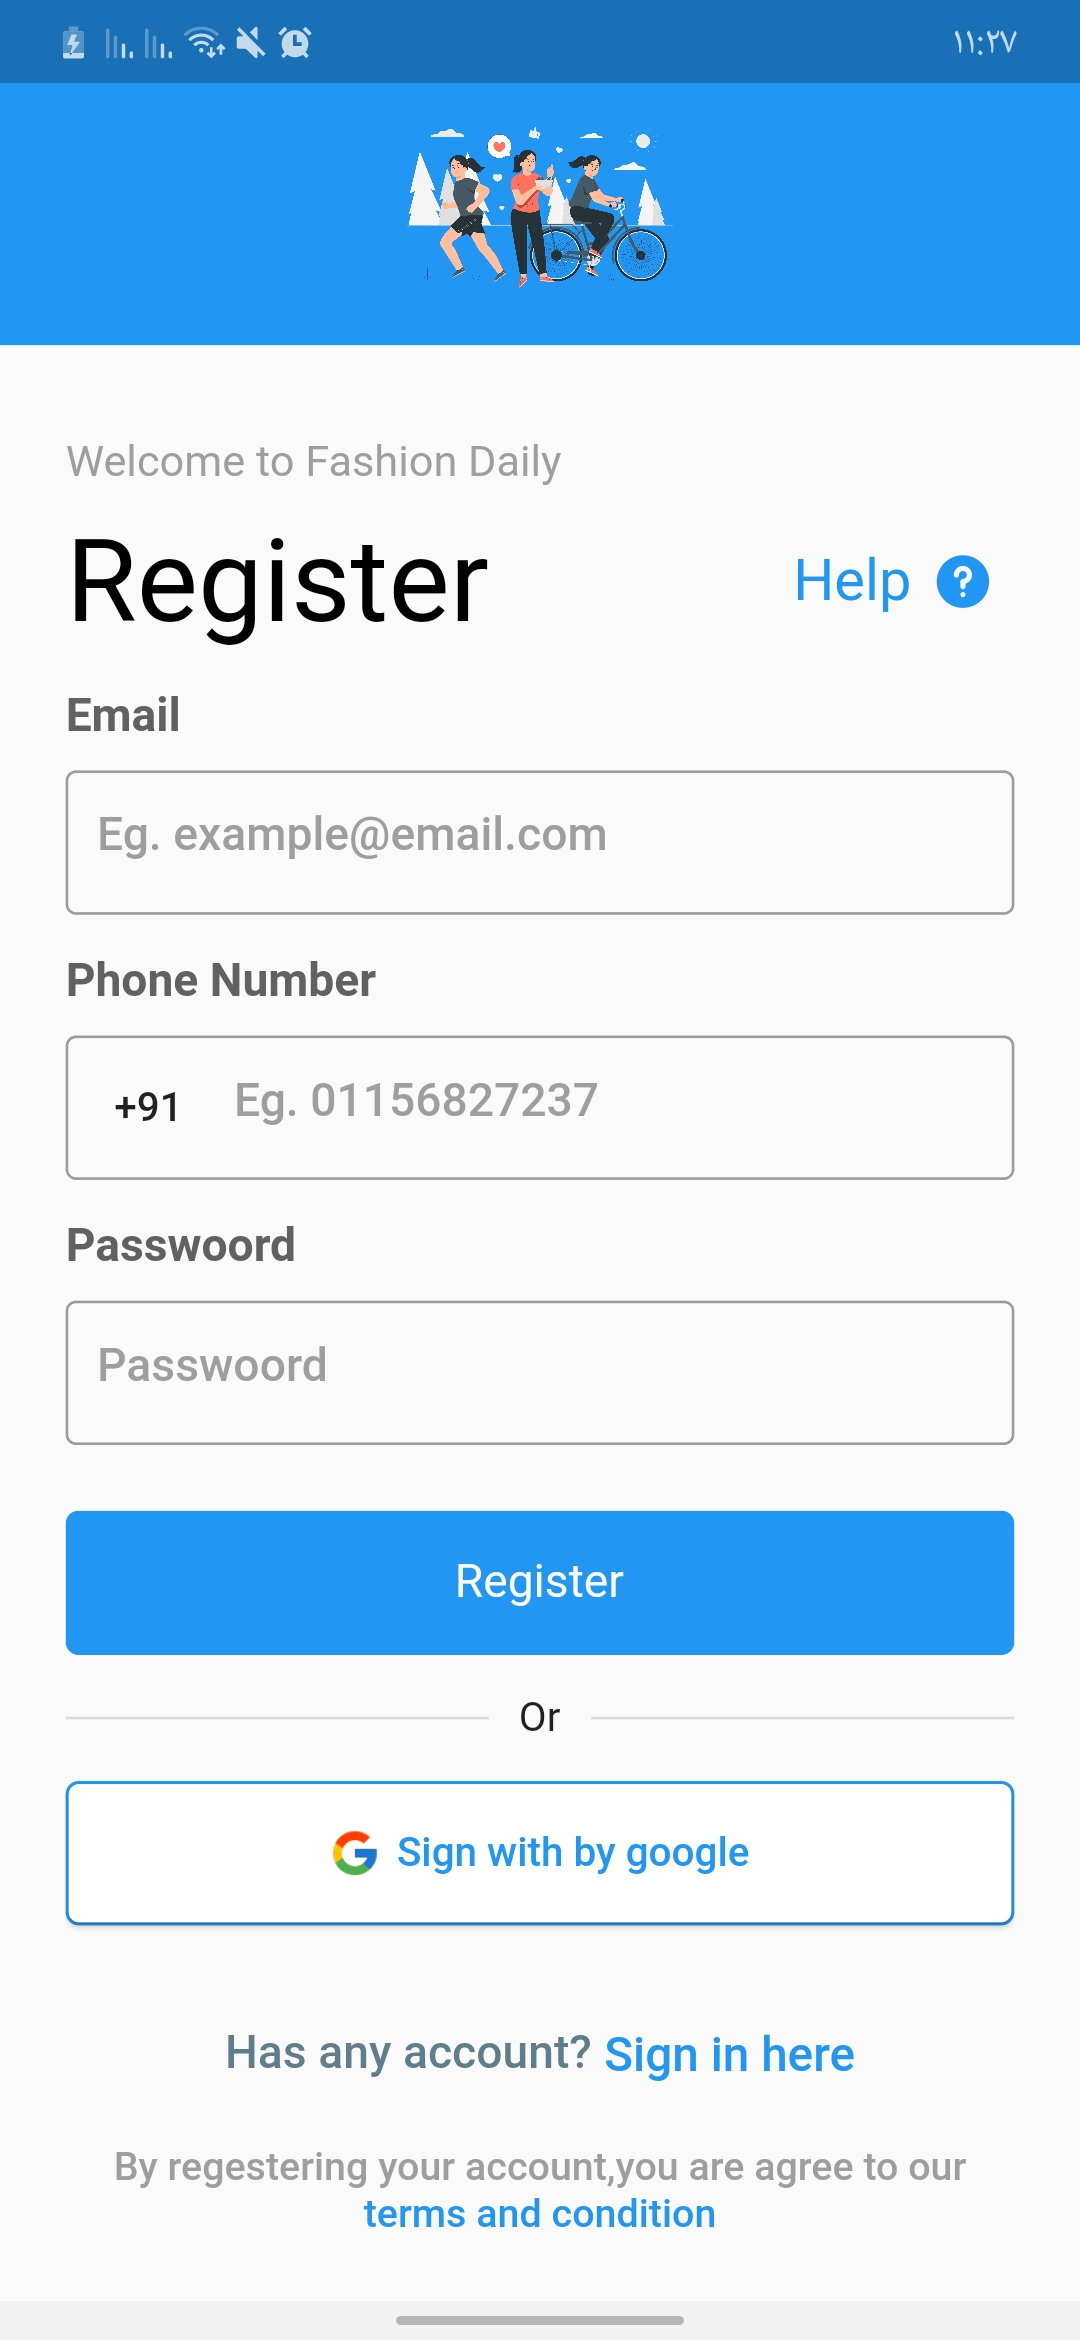 ١١:٢٧
Welcome to Fashion Daily
Register
Help ?
Email
Eg. example@email.com
Phone Number
+91 Eg. 01156827237
Passwoord
Passwoord
Register
Or
Sign with by google
Has any account? Sign in here
By regestering your account,you are agree to our
terms and condition